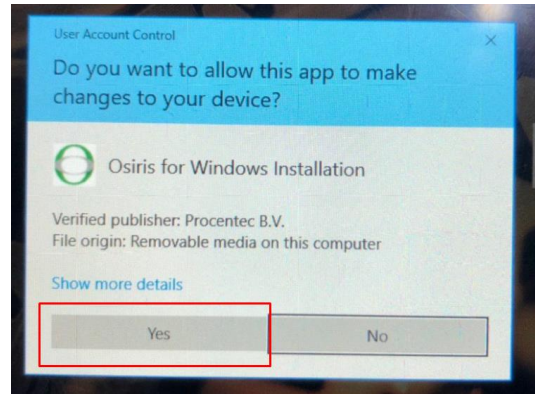 User Account Control
Do you want to allow this app to make
changes to your device?
Osiris for Windows Installation
Verified publisher: Procentec B.V.
File origin: Removable media on this computer
Show more details
Yes
No